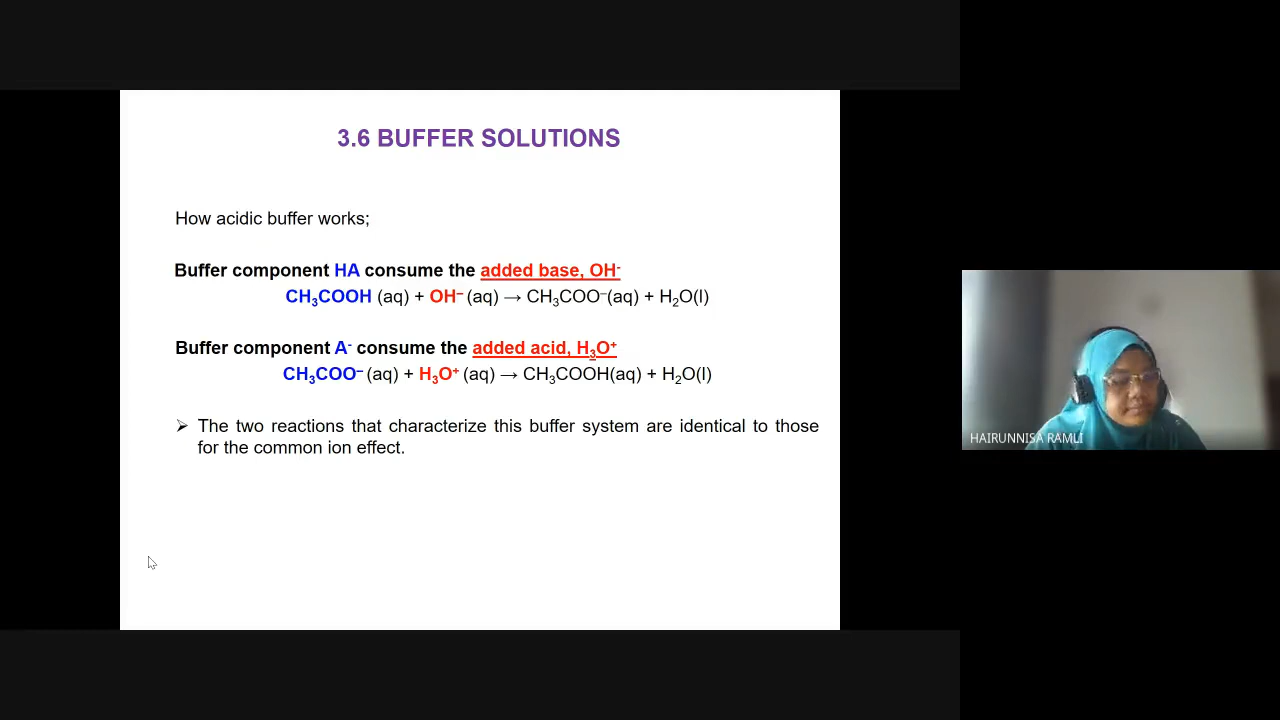 3.6 BUFFER SOLUTIONS
How acidic buffer works;
Buffer component HA consume the added base, OH⁻
CH₃COOH (aq) + OH⁻ (aq) → CH₃COO⁻(aq) + H₂O(l)
Buffer component A⁻ consume the added acid, H₃O⁺
CH₃COO⁻ (aq) + H₃O⁺ (aq) → CH₃COOH(aq) + H₂O(l)
➢ The two reactions that characterize this buffer system are identical to those
for the common ion effect.
HAIRUNNISA RAMLI